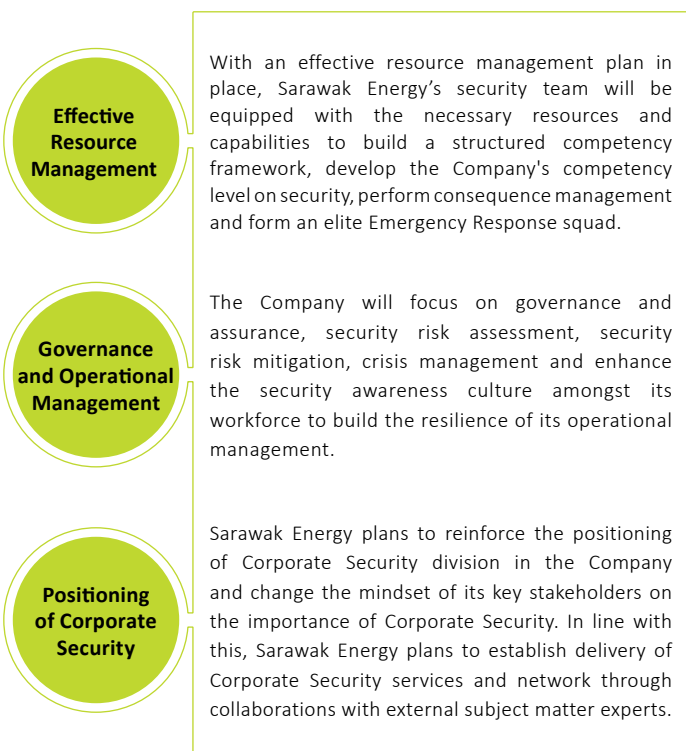 Effective
Resource
Management
With an effective resource management plan in
place, Sarawak Energy’s security team will be
equipped with the necessary resources and
capabilities to build a structured competency
framework, develop the Company's competency
level on security, perform consequence management
and form an elite Emergency Response squad.
Governance
and Operational
Management
The Company will focus on governance and
assurance, security risk assessment, security
risk mitigation, crisis management and enhance
the security awareness culture amongst its
workforce to build the resilience of its operational
management.
Positioning
of Corporate
Security
Sarawak Energy plans to reinforce the positioning
of Corporate Security division in the Company
and change the mindset of its key stakeholders on
the importance of Corporate Security. In line with
this, Sarawak Energy plans to establish delivery of
Corporate Security services and network through
collaborations with external subject matter experts.